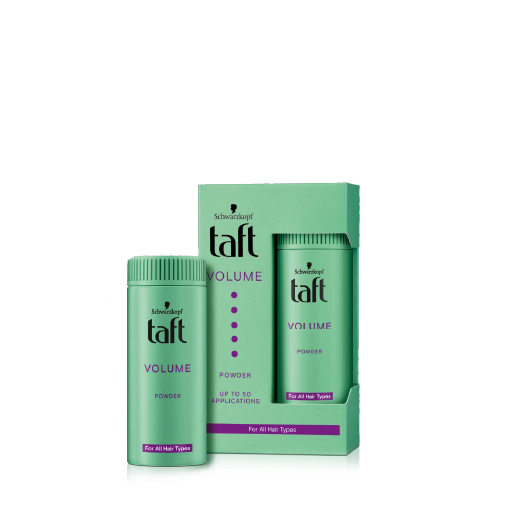 Schwarzkopf
taft
VOLUME
POWDER
UP TO 50
APPLICATIONS
For All Hair Types
Schwarzkopf
taft
VOLUME
POWDER
For All Hair Types
Schwarzkopf
taft
VOLUME
POWDER
For All Hair Types